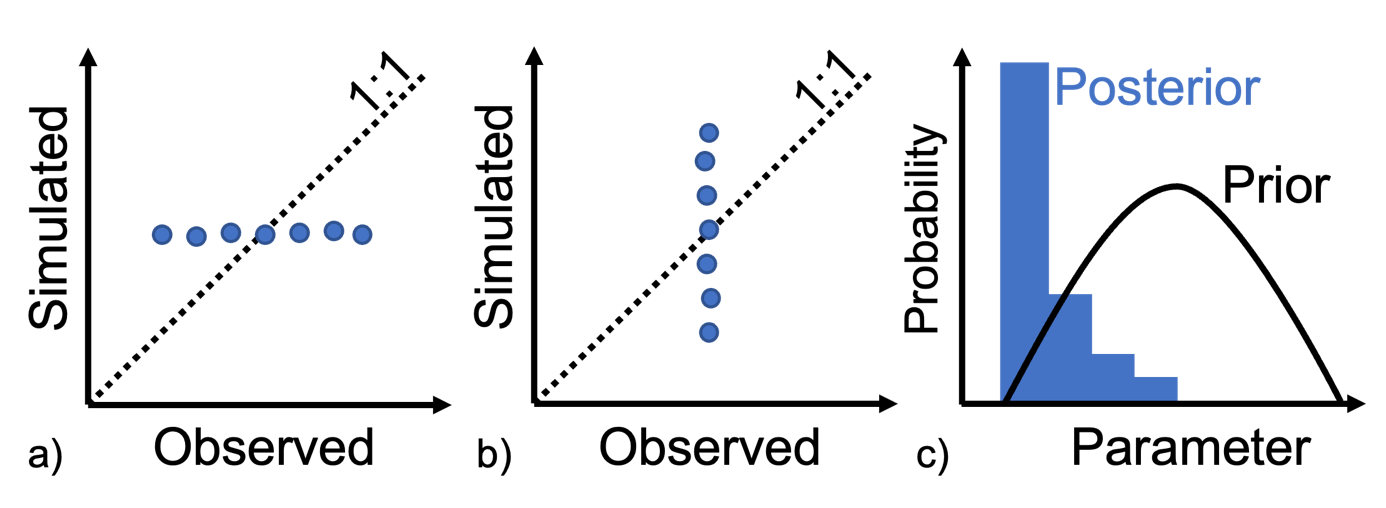 1:1
Simulated
a)
Observed
1:1
Simulated
b)
Observed
Posterior
Prior
Probability
c)
Parameter